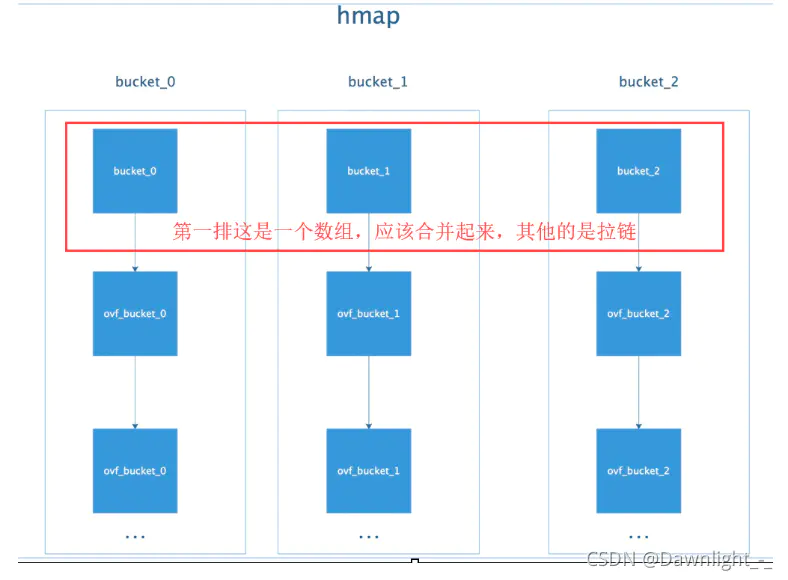 hmap
bucket_0 bucket_1 bucket_2
bucket_0 bucket_1 bucket_2
第一排这是一个数组，应该合并起来，其他的是拉链
ovf_bucket_0 ovf_bucket_1 ovf_bucket_2
ovf_bucket_0 ovf_bucket_1 ovf_bucket_2
... ... ...
CSDN @Dawnlight_-_